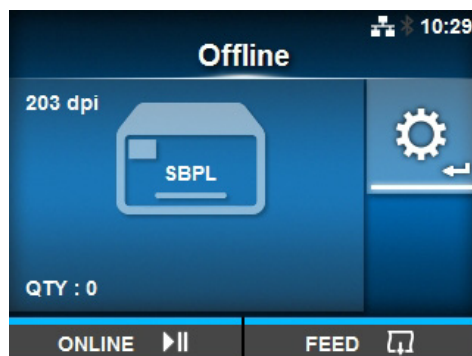 10:29
Offline
203 dpi
SBPL
QTY : 0
ONLINE FEED